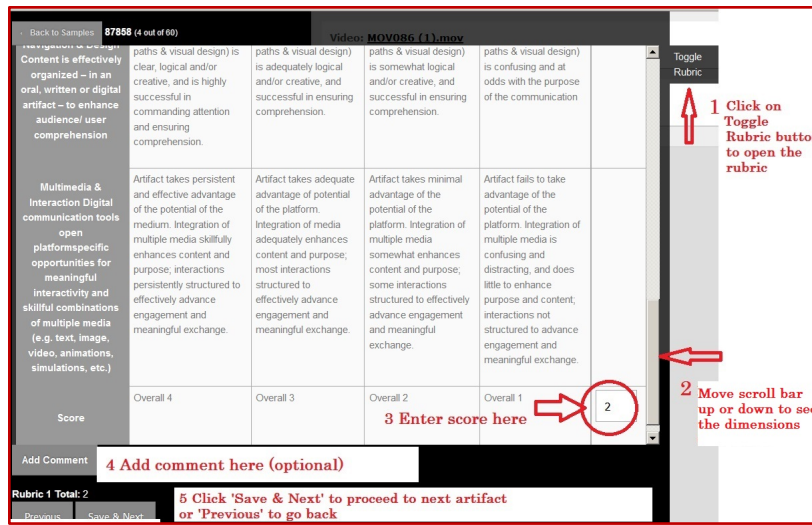 ← Back to Samples 87858 (4 out of 60)
Video: MOV086 (1).mov
Toggle
Rubric
Navigation & Design
Content is effectively
organized – in an
oral, written or digital
artifact – to enhance
audience/ user
comprehension
paths & visual design) is
clear, logical and/or
creative, and is highly
successful in
commanding attention
and ensuring
comprehension.
paths & visual design)
is adequately logical
and/or creative, and
successful in ensuring
comprehension.
paths & visual design)
is somewhat logical
and/or creative, and
successful in ensuring
comprehension.
paths & visual design)
is confusing and at
odds with the purpose
of the communication
1 Click on
Toggle
Rubric butto
to open the
rubric
Multimedia &
Interaction Digital
communication tools
open
platformspecific
opportunities for
meaningful
interactivity and
skillful combinations
of multiple media
(e.g. text, image,
video, animations,
simulations, etc.)
Artifact takes persistent
and effective advantage
of the potential of the
medium. Integration of
multiple media skillfully
enhances content and
purpose; interactions
persistently structured to
effectively advance
engagement and
meaningful exchange.
Artifact takes adequate
advantage of potential
of the platform.
Integration of media
adequately enhances
content and purpose;
most interactions
structured to
effectively advance
engagement and
meaningful exchange.
Artifact takes minimal
advantage of the
potential of the
platform. Integration of
multiple media
somewhat enhances
content and purpose;
some interactions
structured to effectively
advance engagement
and meaningful
exchange.
Artifact fails to take
advantage of the
potential of the
platform. Integration of
multiple media is
confusing and
distracting, and does
little to enhance
purpose and content;
interactions not
structured to advance
engagement and
meaningful exchange.
2 Move scroll bar
up or down to see
the dimensions
Score
Overall 4
Overall 3
Overall 2
Overall 1
3 Enter score here
2
Add Comment
4 Add comment here (optional)
Rubric 1 Total: 2
Previous Save & Next
5 Click 'Save & Next' to proceed to next artifact
or 'Previous' to go back